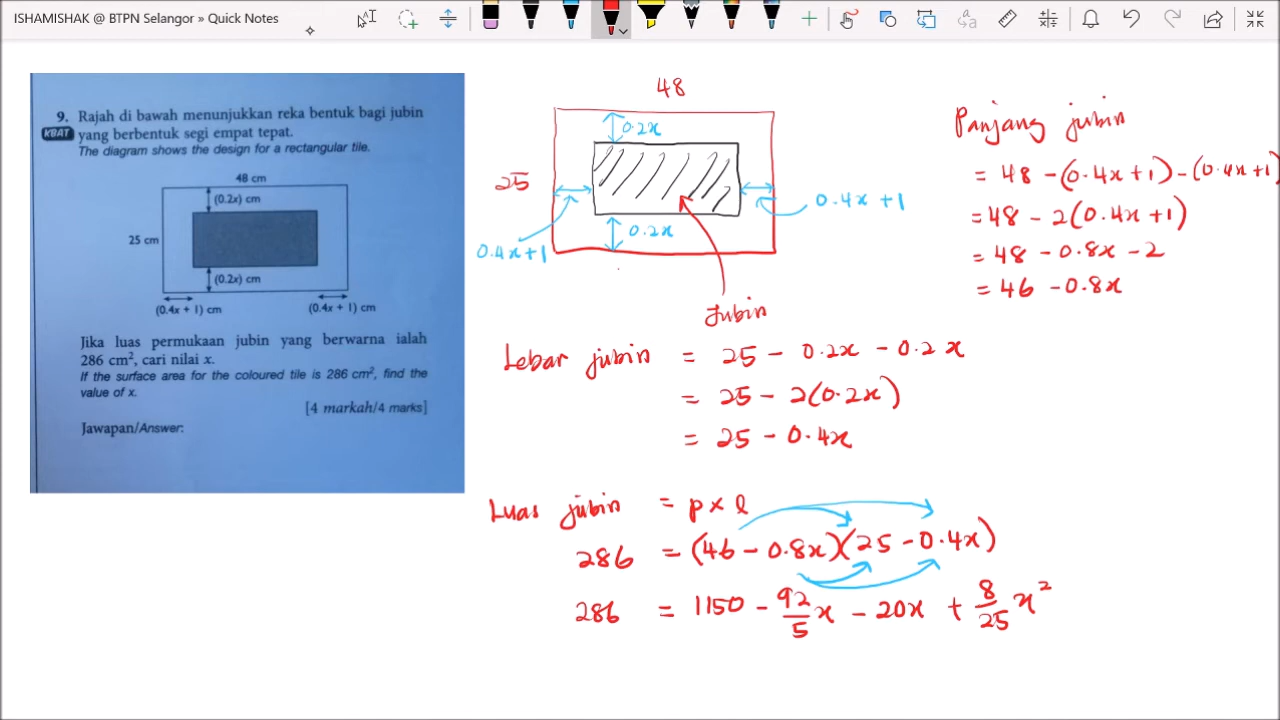 ISHAMISHAK @ BTPN Selangor » Quick Notes
9. Rajah di bawah menunjukkan reka bentuk bagi jubin
KBAT yang berbentuk segi empat tepat.
The diagram shows the design for a rectangular tile.
48 cm
(0.2x) cm
25 cm
(0.2x) cm
(0.4x + 1) cm (0.4x + 1) cm
Jika luas permukaan jubin yang berwarna ialah
286 cm², cari nilai x.
If the surface area for the coloured tile is 286 cm², find the
value of x.
[4 markah/4 marks]
Jawapan/Answer:
48
0.2x
25
0.4x + 1
0.2x
0.4x+1
Jubin
Panjang jubin
= 48 - (0.4x + 1) - (0.4x + 1)
= 48 - 2(0.4x + 1)
= 48 - 0.8x - 2
= 46 - 0.8x
Lebar jubin = 25 - 0.2x - 0.2x
= 25 - 2(0.2x)
= 25 - 0.4x
Luas jubin = p x l
286 = (46 - 0.8x)(25 - 0.4x)
286 = 1150 - 92/5 x - 20x + 8/25 x²